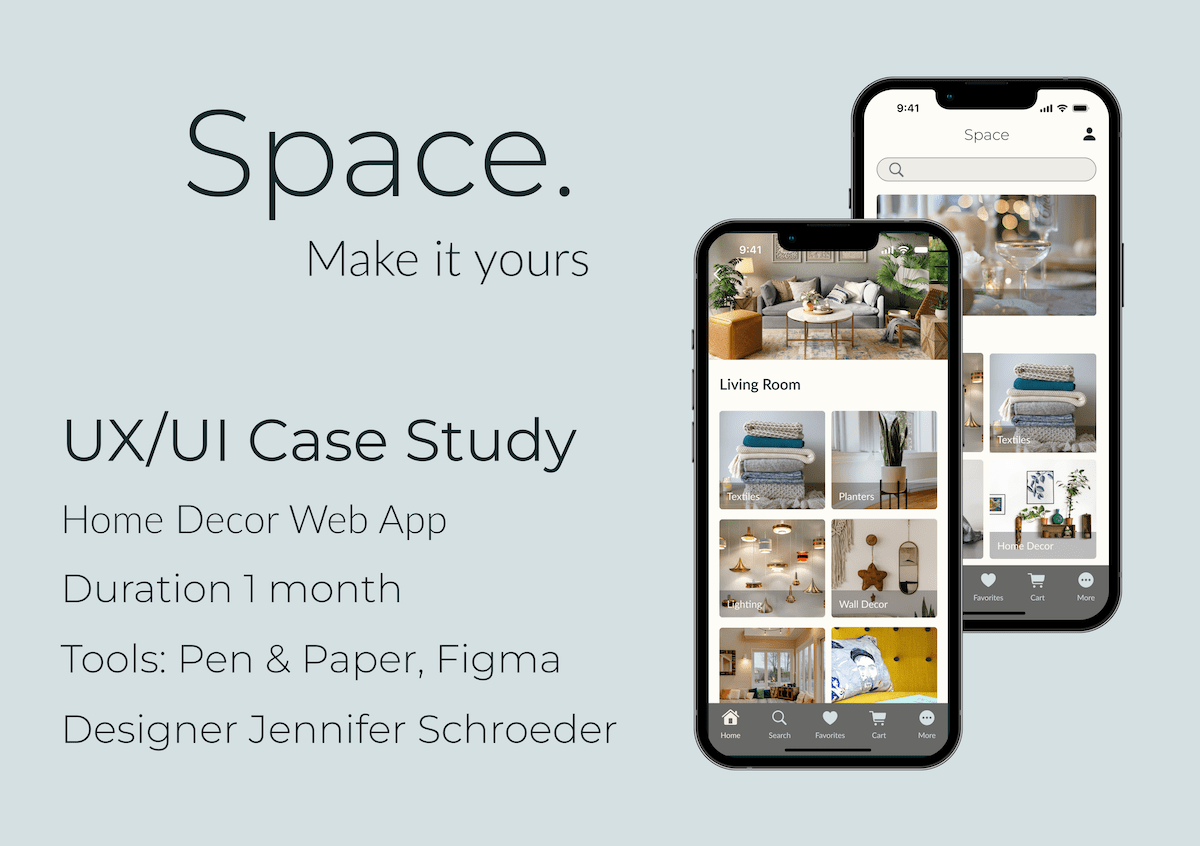 Space.
Make it yours
UX/UI Case Study
Home Decor Web App
Duration 1 month
Tools: Pen & Paper, Figma
Designer Jennifer Schroeder
9:41
Space
Textiles
Home Decor
Favorites Cart More
9:41
Living Room
Textiles Planters
Lighting Wall Decor
Home Search Favorites Cart More